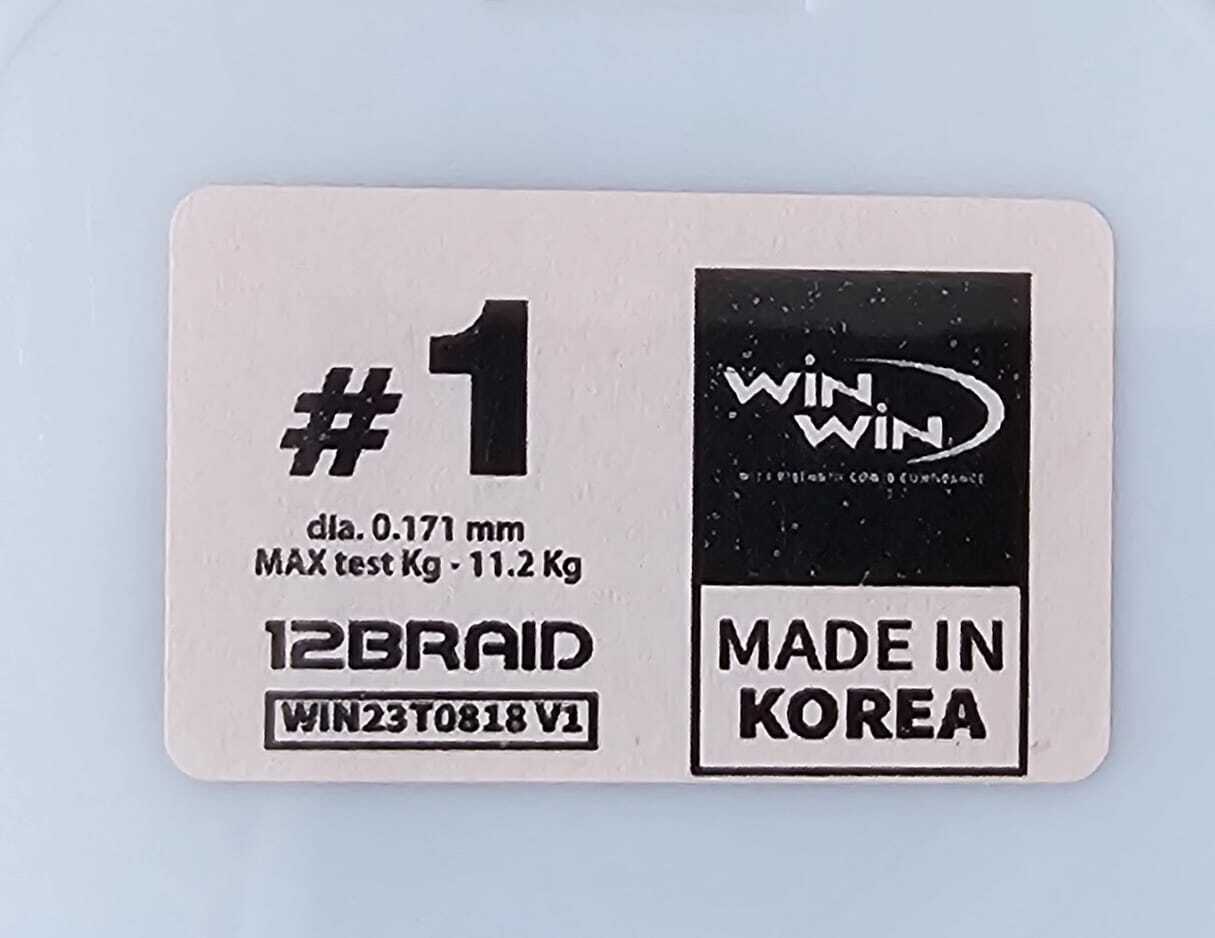 #1
dia. 0.171 mm
MAX test Kg - 11.2 Kg
12BRAID
WIN23T0818 V1
WIN
WIN
MADE IN
KOREA